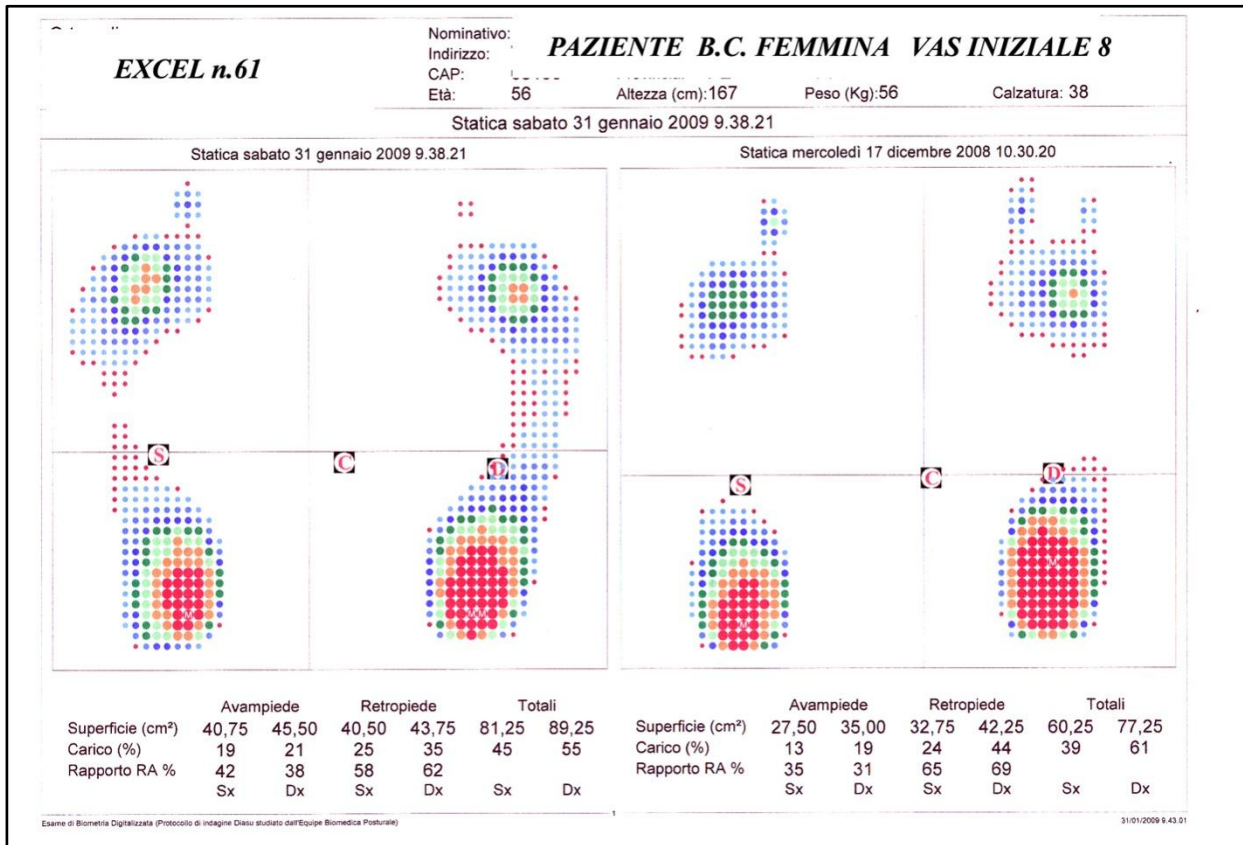 Nominativo:
EXCEL n.61
PAZIENTE B.C. FEMMINA VAS INIZIALE 8
Indirizzo:
CAP:
Età: 56 Altezza (cm):167 Peso (Kg):56 Calzatura: 38
Statica sabato 31 gennaio 2009 9.38.21
Statica sabato 31 gennaio 2009 9.38.21
Statica mercoledì 17 dicembre 2008 10.30.20
S C D
M MM
S C D
M M
Avampiede Retropiede Totali
Superficie (cm²) 40,75 45,50 40,50 43,75 81,25 89,25
Carico (%) 19 21 25 35 45 55
Rapporto RA % 42 38 58 62
Sx Dx Sx Dx Sx Dx
Avampiede Retropiede Totali
Superficie (cm²) 27,50 35,00 32,75 42,25 60,25 77,25
Carico (%) 13 19 24 44 39 61
Rapporto RA % 35 31 65 69
Sx Dx Sx Dx Sx Dx
Esame di Biometria Digitalizzata (Protocollo di indagine Diasu studiato dall'Equipe Biomedica Posturale)
1
31/01/2009 9.43.01